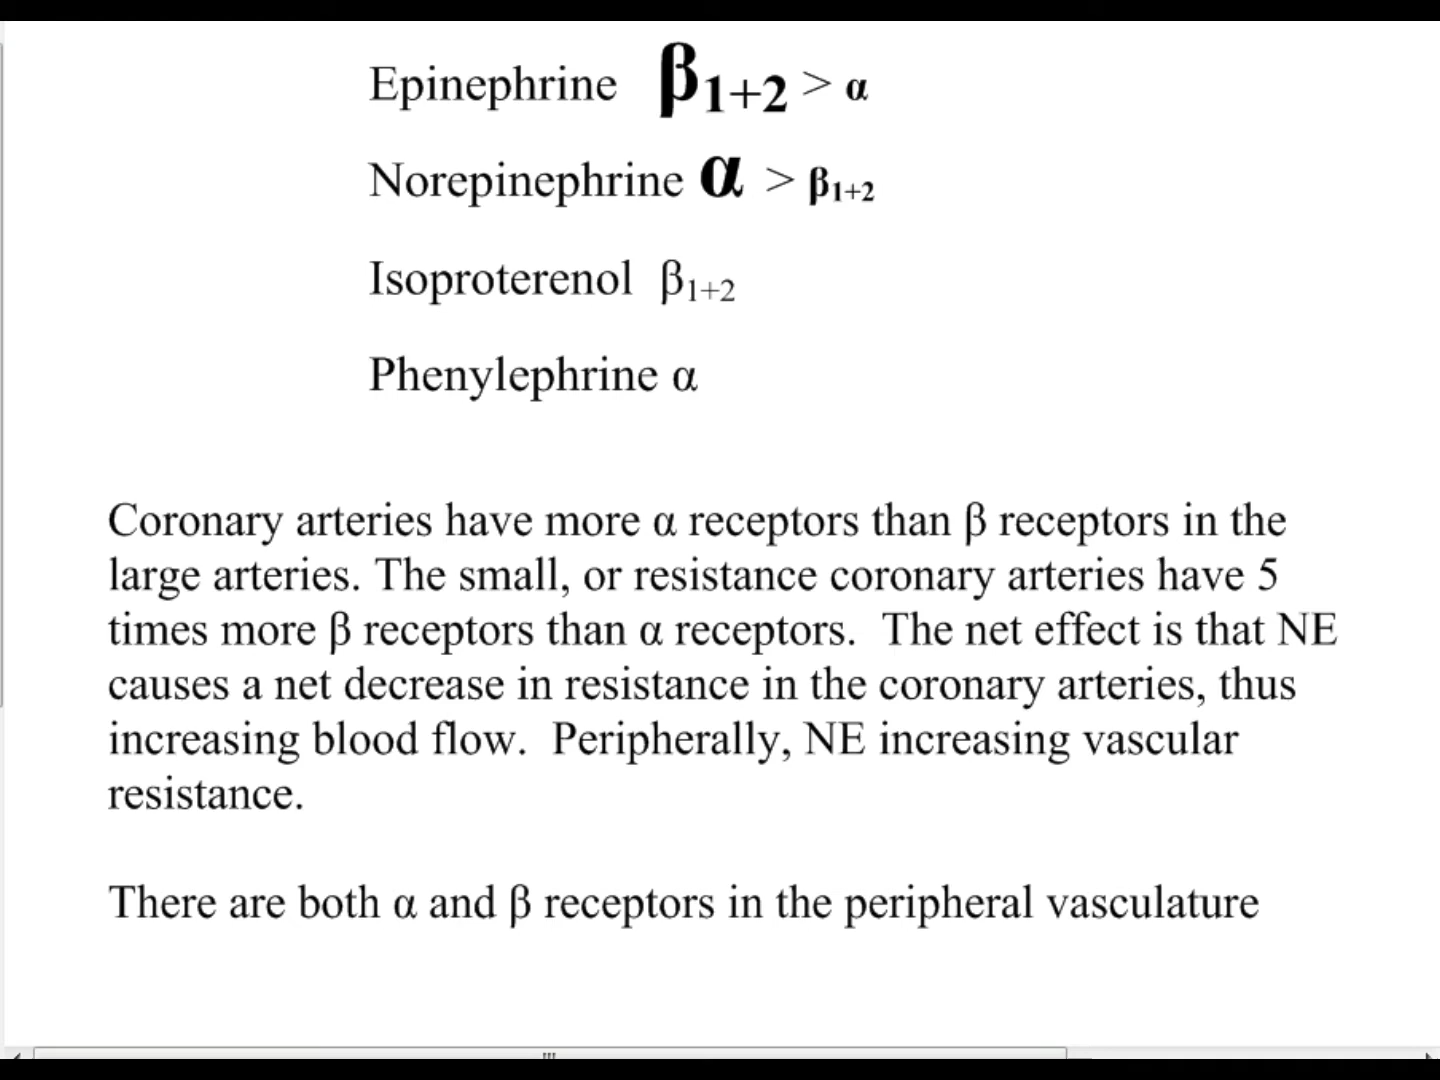 Epinephrine β1+2 > α
Norepinephrine α > β1+2
Isoproterenol β1+2
Phenylephrine α
Coronary arteries have more α receptors than β receptors in the
large arteries. The small, or resistance coronary arteries have 5
times more β receptors than α receptors. The net effect is that NE
causes a net decrease in resistance in the coronary arteries, thus
increasing blood flow. Peripherally, NE increasing vascular
resistance.
There are both α and β receptors in the peripheral vasculature